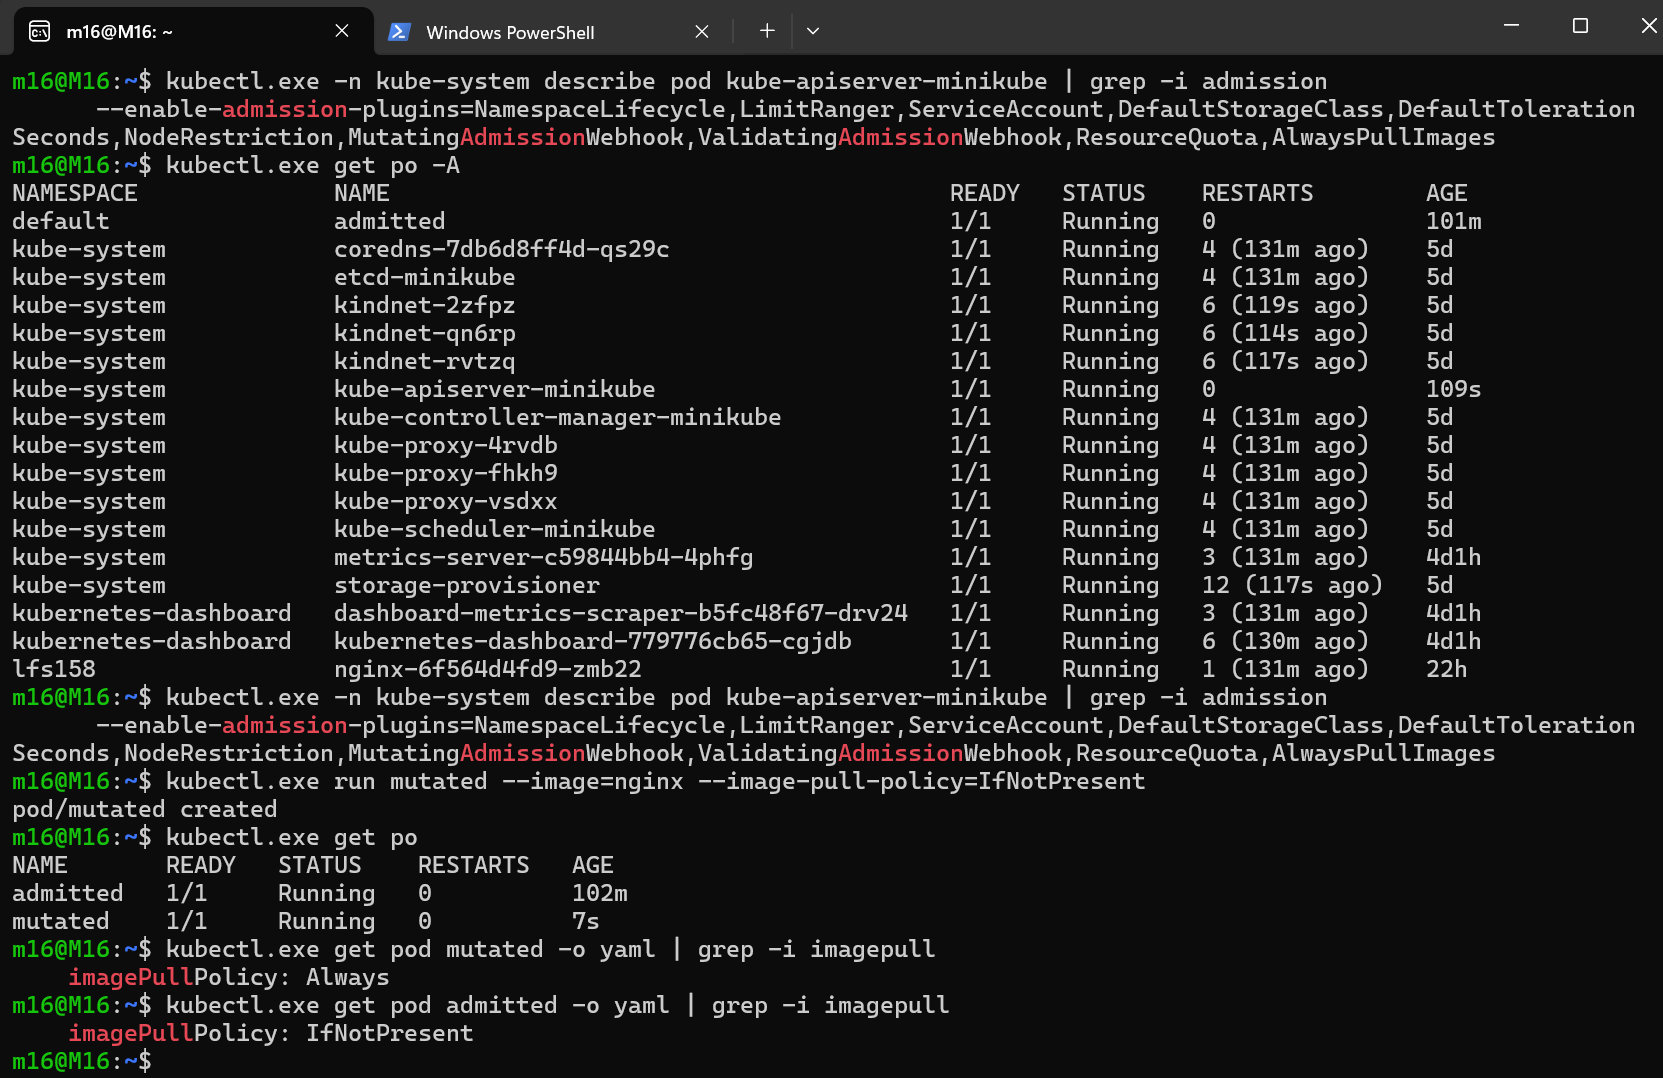 m16@M16: ~
Windows PowerShell
m16@M16:~$ kubectl.exe -n kube-system describe pod kube-apiserver-minikube | grep -i admission
      --enable-admission-plugins=NamespaceLifecycle,LimitRanger,ServiceAccount,DefaultStorageClass,DefaultToleration
Seconds,NodeRestriction,MutatingAdmissionWebhook,ValidatingAdmissionWebhook,ResourceQuota,AlwaysPullImages
m16@M16:~$ kubectl.exe get po -A
NAMESPACE              NAME                                        READY   STATUS    RESTARTS        AGE
default                admitted                                    1/1     Running   0               101m
kube-system            coredns-7db6d8ff4d-qs29c                    1/1     Running   4 (131m ago)    5d
kube-system            etcd-minikube                               1/1     Running   4 (131m ago)    5d
kube-system            kindnet-2zfpz                               1/1     Running   6 (119s ago)    5d
kube-system            kindnet-qn6rp                               1/1     Running   6 (114s ago)    5d
kube-system            kindnet-rvtzq                               1/1     Running   6 (117s ago)    5d
kube-system            kube-apiserver-minikube                     1/1     Running   0               109s
kube-system            kube-controller-manager-minikube            1/1     Running   4 (131m ago)    5d
kube-system            kube-proxy-4rvdb                            1/1     Running   4 (131m ago)    5d
kube-system            kube-proxy-fhkh9                            1/1     Running   4 (131m ago)    5d
kube-system            kube-proxy-vsdxx                            1/1     Running   4 (131m ago)    5d
kube-system            kube-scheduler-minikube                     1/1     Running   4 (131m ago)    5d
kube-system            metrics-server-c59844bb4-4phfg              1/1     Running   3 (131m ago)    4d1h
kube-system            storage-provisioner                         1/1     Running   12 (117s ago)   5d
kubernetes-dashboard   dashboard-metrics-scraper-b5fc48f67-drv24   1/1     Running   3 (131m ago)    4d1h
kubernetes-dashboard   kubernetes-dashboard-779776cb65-cgjdb       1/1     Running   6 (130m ago)    4d1h
lfs158                 nginx-6f564d4fd9-zmb22                      1/1     Running   1 (131m ago)    22h
m16@M16:~$ kubectl.exe -n kube-system describe pod kube-apiserver-minikube | grep -i admission
      --enable-admission-plugins=NamespaceLifecycle,LimitRanger,ServiceAccount,DefaultStorageClass,DefaultToleration
Seconds,NodeRestriction,MutatingAdmissionWebhook,ValidatingAdmissionWebhook,ResourceQuota,AlwaysPullImages
m16@M16:~$ kubectl.exe run mutated --image=nginx --image-pull-policy=IfNotPresent
pod/mutated created
m16@M16:~$ kubectl.exe get po
NAME       READY   STATUS    RESTARTS   AGE
admitted   1/1     Running   0          102m
mutated    1/1     Running   0          7s
m16@M16:~$ kubectl.exe get pod mutated -o yaml | grep -i imagepull
    imagePullPolicy: Always
m16@M16:~$ kubectl.exe get pod admitted -o yaml | grep -i imagepull
    imagePullPolicy: IfNotPresent
m16@M16:~$